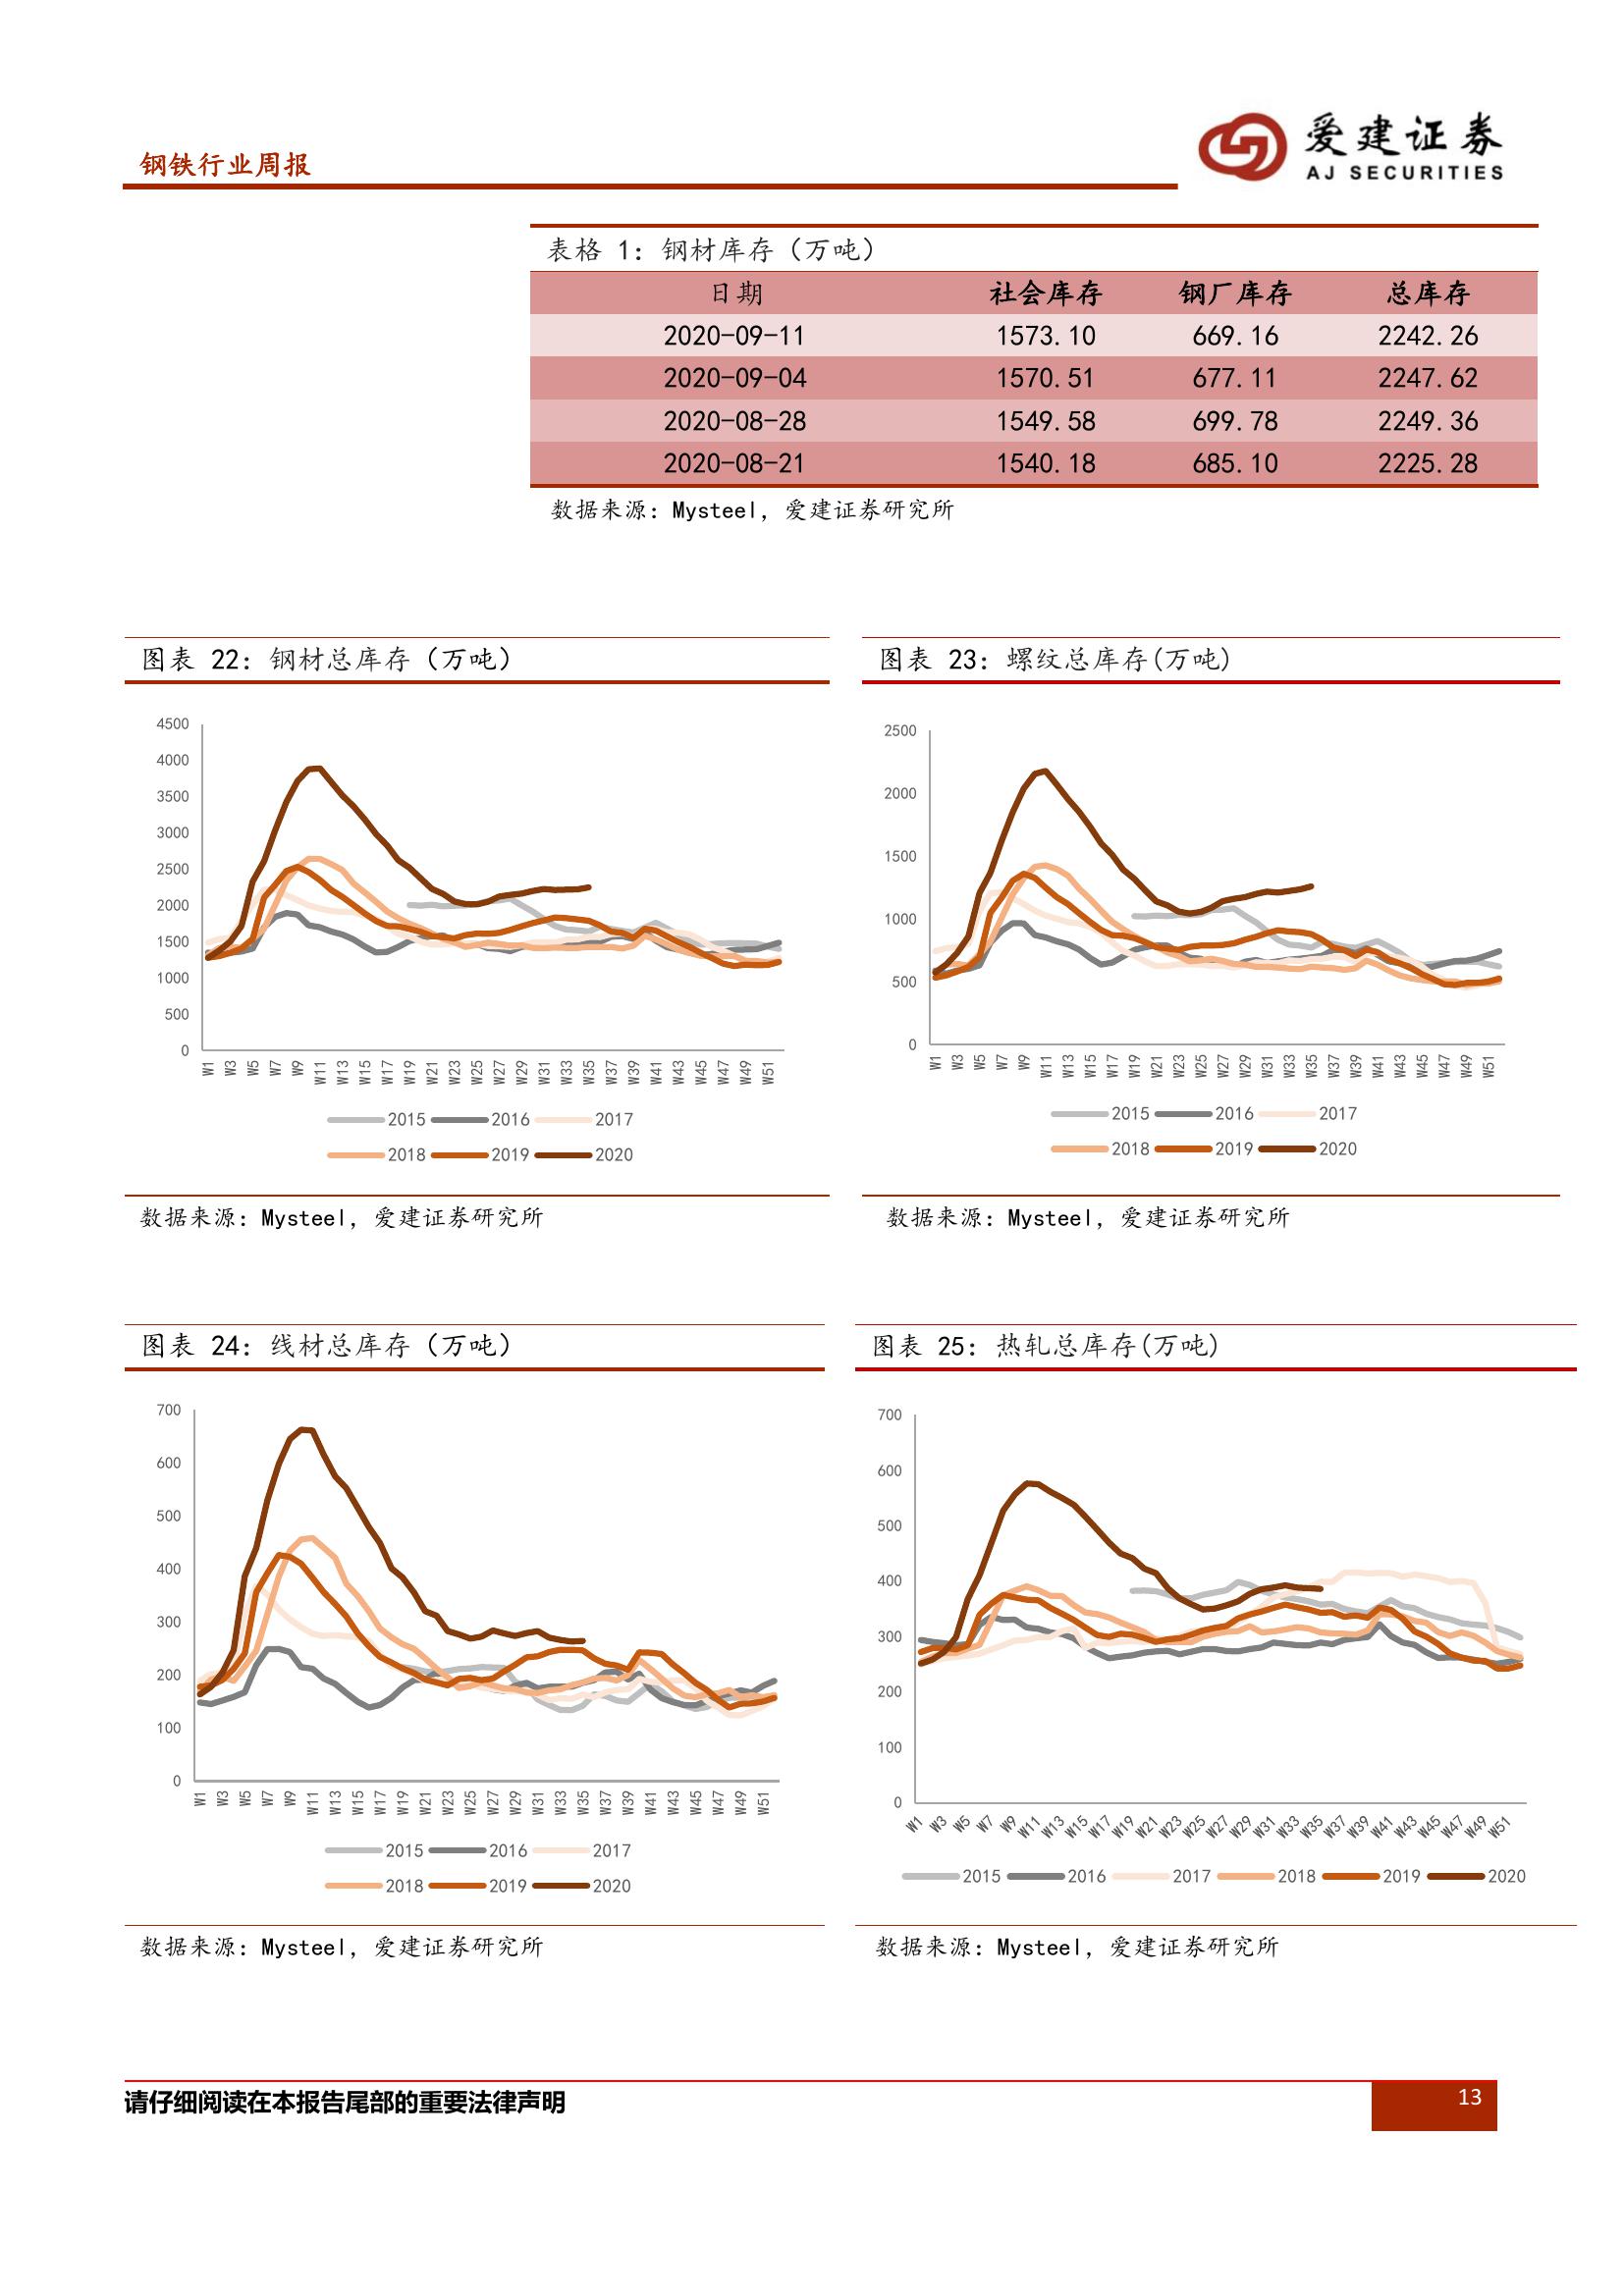 钢铁行业周报
爱建证券
AJ SECURITIES
表格 1: 钢材库存（万吨）
日期 社会库存 钢厂库存 总库存
2020-09-11 1573.10 669.16 2242.26
2020-09-04 1570.51 677.11 2247.62
2020-08-28 1549.58 699.78 2249.36
2020-08-21 1540.18 685.10 2225.28
数据来源: Mysteel, 爱建证券研究所
图表 22: 钢材总库存（万吨）
4500
4000
3500
3000
2500
2000
1500
1000
500
0
W1 W3 W5 W7 W9 W11 W13 W15 W17 W19 W21 W23 W25 W27 W29 W31 W33 W35 W37 W39 W41 W43 W45 W47 W49 W51
2015 2016 2017
2018 2019 2020
数据来源: Mysteel, 爱建证券研究所
图表 23: 螺纹总库存(万吨)
2500
2000
1500
1000
500
0
W1 W3 W5 W7 W9 W11 W13 W15 W17 W19 W21 W23 W25 W27 W29 W31 W33 W35 W37 W39 W41 W43 W45 W47 W49 W51
2015 2016 2017
2018 2019 2020
数据来源: Mysteel, 爱建证券研究所
图表 24: 线材总库存（万吨）
700
600
500
400
300
200
100
0
W1 W3 W5 W7 W9 W11 W13 W15 W17 W19 W21 W23 W25 W27 W29 W31 W33 W35 W37 W39 W41 W43 W45 W47 W49 W51
2015 2016 2017
2018 2019 2020
数据来源: Mysteel, 爱建证券研究所
图表 25: 热轧总库存(万吨)
700
600
500
400
300
200
100
0
W1 W3 W5 W7 W9 W11 W13 W15 W17 W19 W21 W23 W25 W27 W29 W31 W33 W35 W37 W39 W41 W43 W45 W47 W49 W51
2015 2016 2017 2018 2019 2020
数据来源: Mysteel, 爱建证券研究所
请仔细阅读在本报告尾部的重要法律声明
13